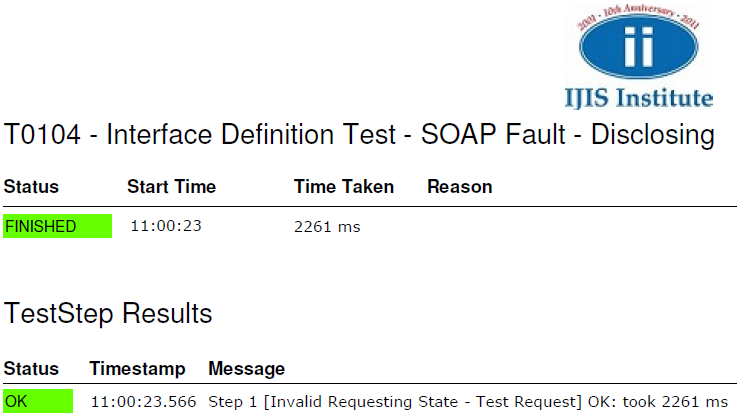 2001 - 10th Anniversary - 2011
ii
IJIS Institute
T0104 - Interface Definition Test - SOAP Fault - Disclosing
Status Start Time Time Taken Reason
FINISHED 11:00:23 2261 ms
TestStep Results
Status Timestamp Message
OK 11:00:23.566 Step 1 [Invalid Requesting State - Test Request] OK: took 2261 ms